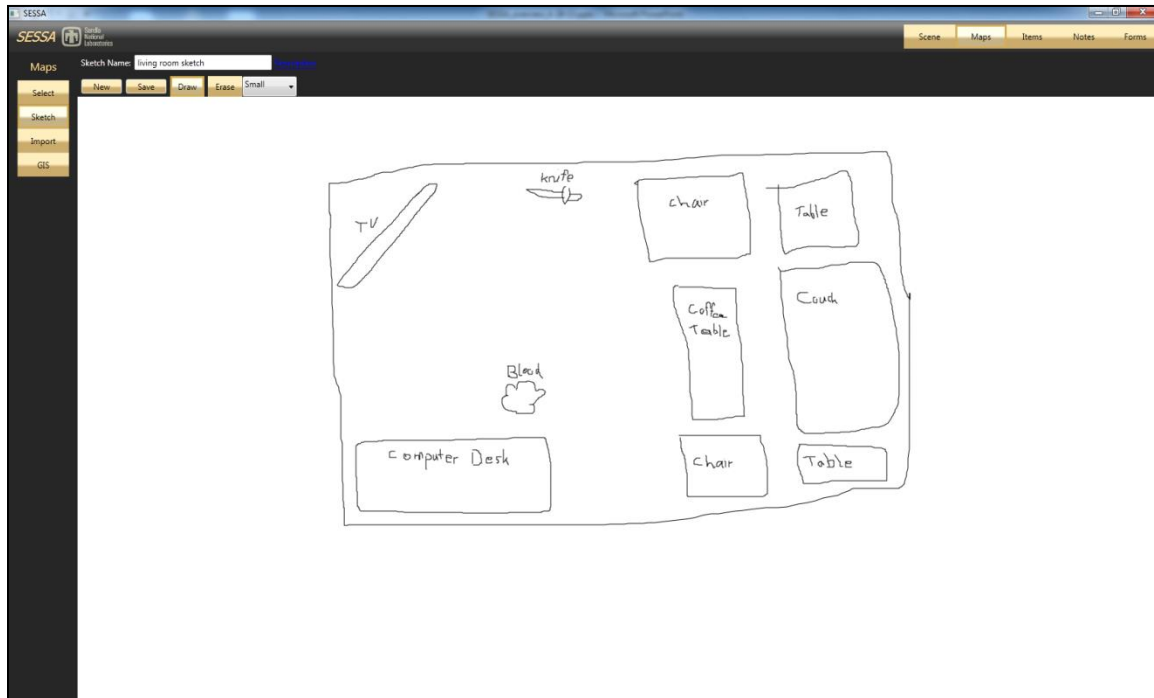 SESSA
SESSA
Sandia
National
Laboratories
Scene
Maps
Items
Notes
Forms
Maps
Sketch Name:
living room sketch
New
Save
Draw
Erase
Small
Select
Sketch
Import
GIS
knife
TV
Chair
Table
Couch
Coffee
Table
Blood
Computer Desk
Chair
Table